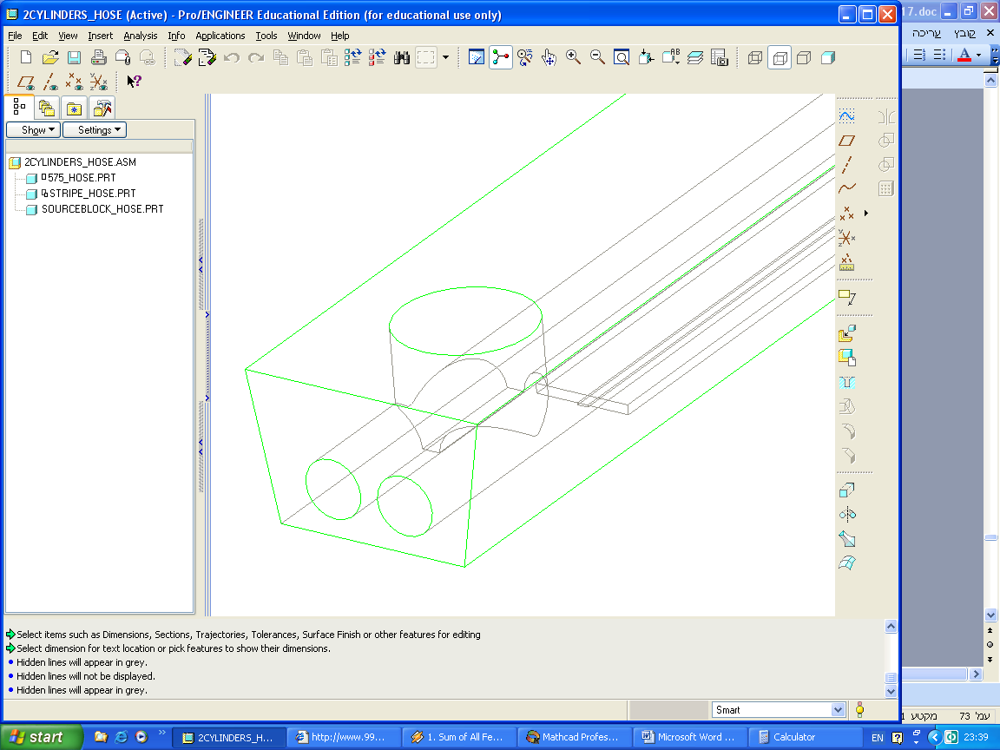 2CYLINDERS_HOSE (Active) - Pro/ENGINEER Educational Edition (for educational use only)
17.doc
File Edit View Insert Analysis Info Applications Tools Window Help
קובץ עריכה
Show Settings
2CYLINDERS_HOSE.ASM
575_HOSE.PRT
STRIPE_HOSE.PRT
SOURCEBLOCK_HOSE.PRT
Select items such as Dimensions, Sections, Trajectories, Tolerances, Surface Finish or other features for editing
Select dimension for text location or pick features to show their dimensions.
Hidden lines will appear in grey.
Hidden lines will not be displayed.
Hidden lines will appear in grey.
Smart
עמ' 73 מקטע 1
start
2CYLINDERS_H...
http://www.99...
1. Sum of All Fe...
Mathcad Profes...
Microsoft Word ...
Calculator
EN
23:39